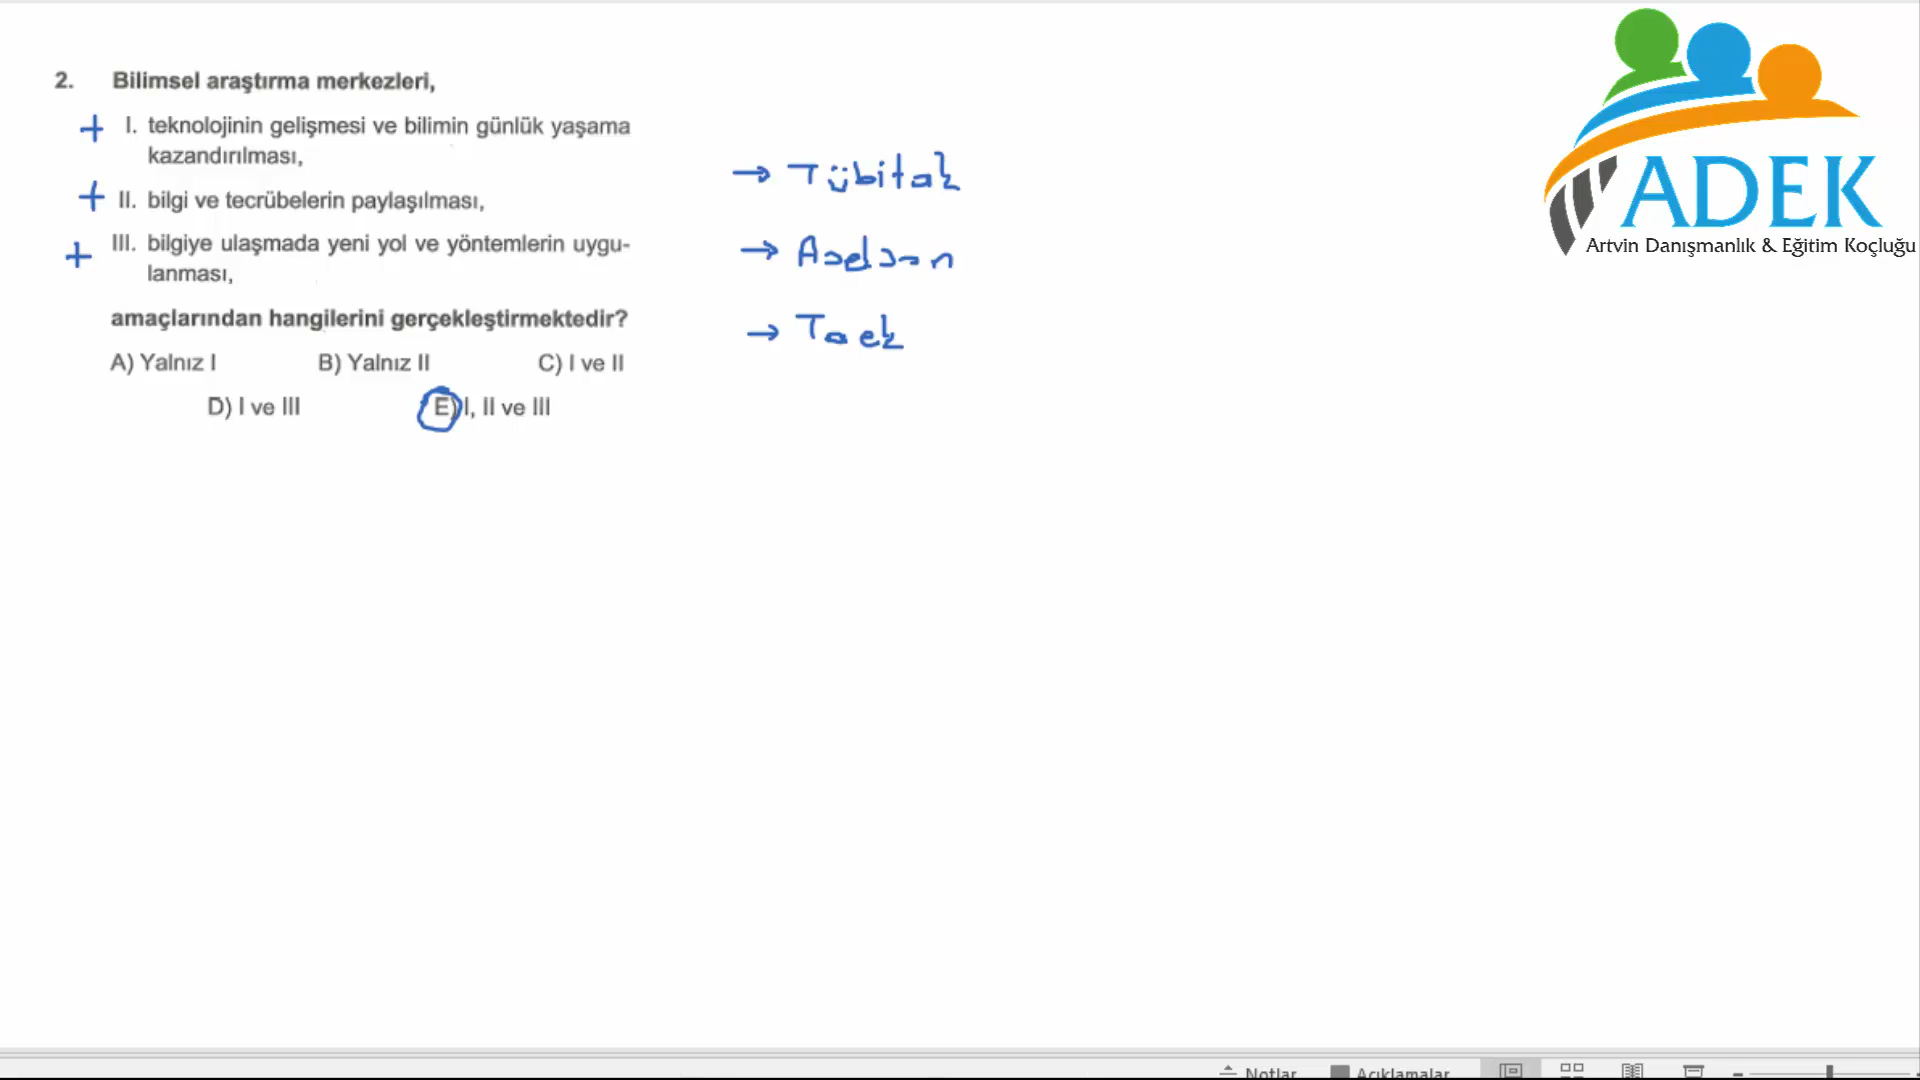 2. Bilimsel araştırma merkezleri,
+ I. teknolojinin gelişmesi ve bilimin günlük yaşama
kazandırılması,
+ II. bilgi ve tecrübelerin paylaşılması,
+ III. bilgiye ulaşmada yeni yol ve yöntemlerin uygu-
lanması,
amaçlarından hangilerini gerçekleştirmektedir?
A) Yalnız I B) Yalnız II C) I ve II
D) I ve III E) I, II ve III
→ Tübitak
→ Aselsan
→ Taek
ADEK
Artvin Danışmanlık & Eğitim Koçluğu
Notlar Açıklamalar